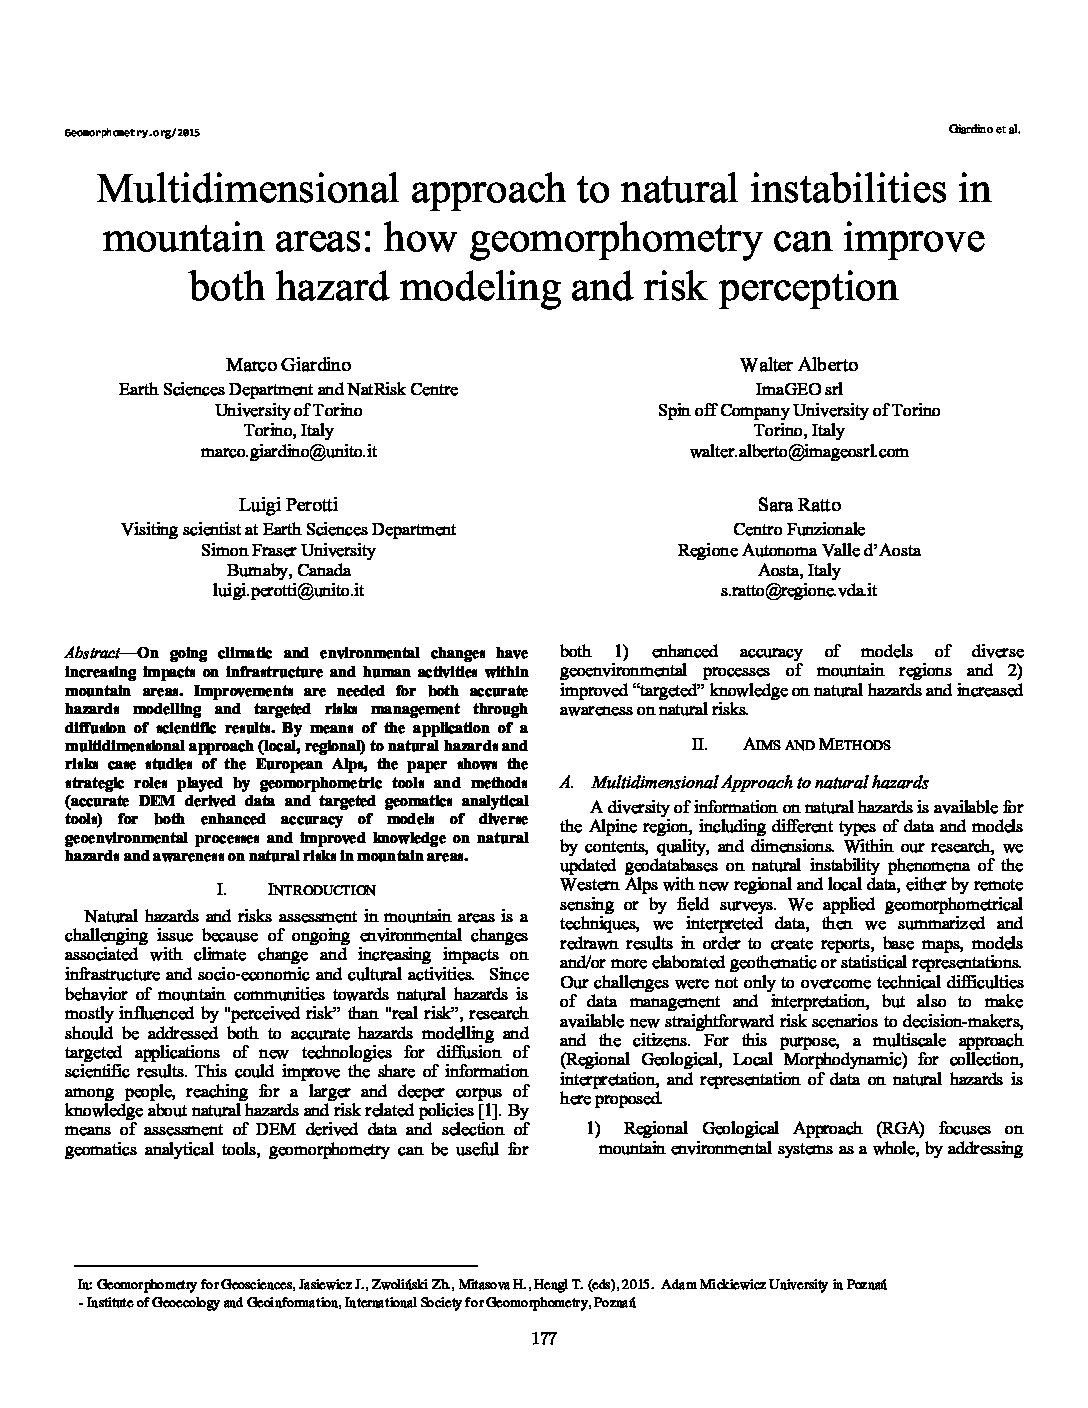 Geomorphometry.org/2015
Giardino et al.
Multidimensional approach to natural instabilities in
mountain areas: how geomorphometry can improve
both hazard modeling and risk perception
Marco Giardino
Earth Sciences Department and NatRisk Centre
University of Torino
Torino, Italy
marco.giardino@unito.it
Walter Alberto
ImaGEO srl
Spin off Company University of Torino
Torino, Italy
walter.alberto@imageosrl.com
Luigi Perotti
Visiting scientist at Earth Sciences Department
Simon Fraser University
Burnaby, Canada
luigi.perotti@unito.it
Sara Ratto
Centro Funzionale
Regione Autonoma Valle d’Aosta
Aosta, Italy
s.ratto@regione.vda.it
Abstract—On going climatic and environmental changes have
increasing impacts on infrastructure and human activities within
mountain areas. Improvements are needed for both accurate
hazards modelling and targeted risks management through
diffusion of scientific results. By means of the application of a
multidimensional approach (local, regional) to natural hazards and
risks case studies of the European Alps, the paper shows the
strategic roles played by geomorphometric tools and methods
(accurate DEM derived data and targeted geomatics analytical
tools) for both enhanced accuracy of models of diverse
geoenvironmental processes and improved knowledge on natural
hazards and awareness on natural risks in mountain areas.
I. INTRODUCTION
Natural hazards and risks assessment in mountain areas is a
challenging issue because of ongoing environmental changes
associated with climate change and increasing impacts on
infrastructure and socio-economic and cultural activities. Since
behavior of mountain communities towards natural hazards is
mostly influenced by "perceived risk” than "real risk”, research
should be addressed both to accurate hazards modelling and
targeted applications of new technologies for diffusion of
scientific results. This could improve the share of information
among people, reaching for a larger and deeper corpus of
knowledge about natural hazards and risk related policies [1]. By
means of assessment of DEM derived data and selection of
geomatics analytical tools, geomorphometry can be useful for
both 1) enhanced accuracy of models of diverse
geoenvironmental processes of mountain regions and 2)
improved “targeted” knowledge on natural hazards and increased
awareness on natural risks.
II. AIMS AND METHODS
A. Multidimensional Approach to natural hazards
A diversity of information on natural hazards is available for
the Alpine region, including different types of data and models
by contents, quality, and dimensions. Within our research, we
updated geodatabases on natural instability phenomena of the
Western Alps with new regional and local data, either by remote
sensing or by field surveys. We applied geomorphometrical
techniques, we interpreted data, then we summarized and
redrawn results in order to create reports, base maps, models
and/or more elaborated geothematic or statistical representations.
Our challenges were not only to overcome technical difficulties
of data management and interpretation, but also to make
available new straightforward risk scenarios to decision-makers,
and the citizens. For this purpose, a multiscale approach
(Regional Geological, Local Morphodynamic) for collection,
interpretation, and representation of data on natural hazards is
here proposed.
1) Regional Geological Approach (RGA) focuses on
mountain environmental systems as a whole, by addressing
In: Geomorphometry for Geosciences, Jasiewicz J., Zwoliński Zb., Mitasova H., Hengl T. (eds), 2015. Adam Mickiewicz University in Poznań
- Institute of Geoecology and Geoinformation, International Society for Geomorphometry, Poznań
177